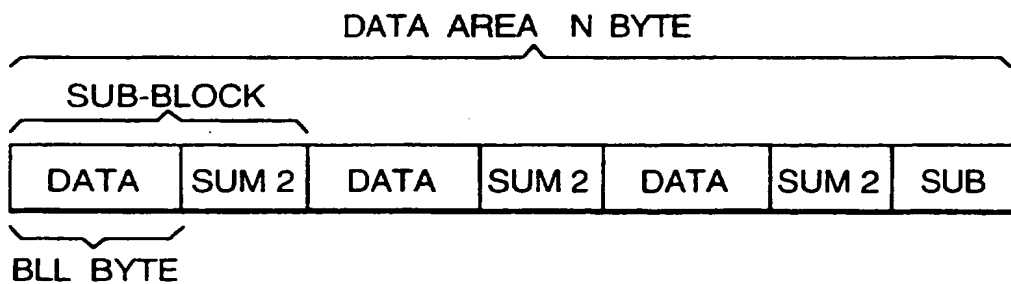 DATA AREA N BYTE
SUB-BLOCK
DATA SUM 2 DATA SUM 2 DATA SUM 2 SUB
BLL BYTE